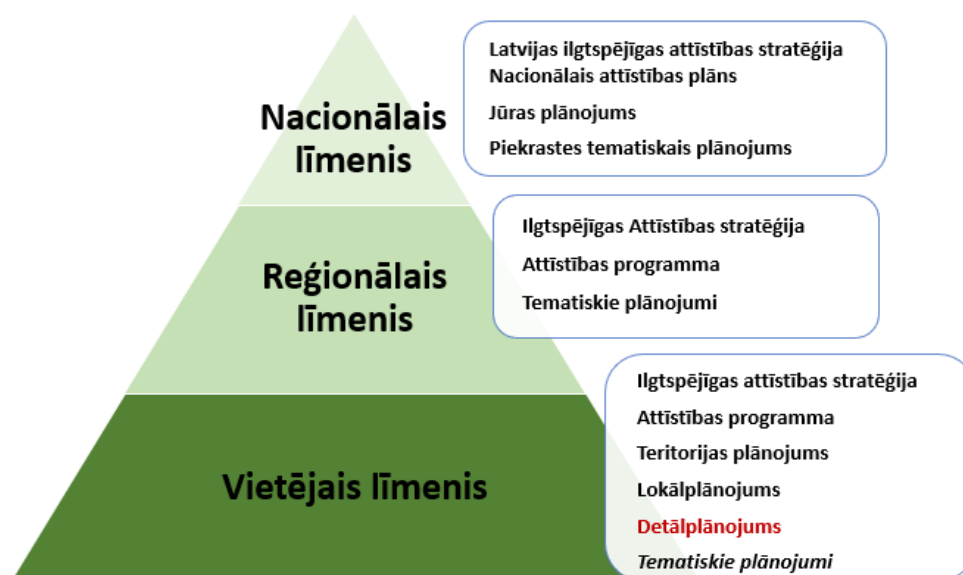 Nacionālais
līmenis
Latvijas ilgtspējīgas attīstības stratēģija
Nacionālais attīstības plāns
Jūras plānojums
Piekrastes tematiskais plānojums
Reģionālais
līmenis
Ilgtspējīgas Attīstības stratēģija
Attīstības programma
Tematiskie plānojumi
Vietējais līmenis
Ilgtspējīgas attīstības stratēģija
Attīstības programma
Teritorijas plānojums
Lokālplānojums
Detālplānojums
Tematiskie plānojumi